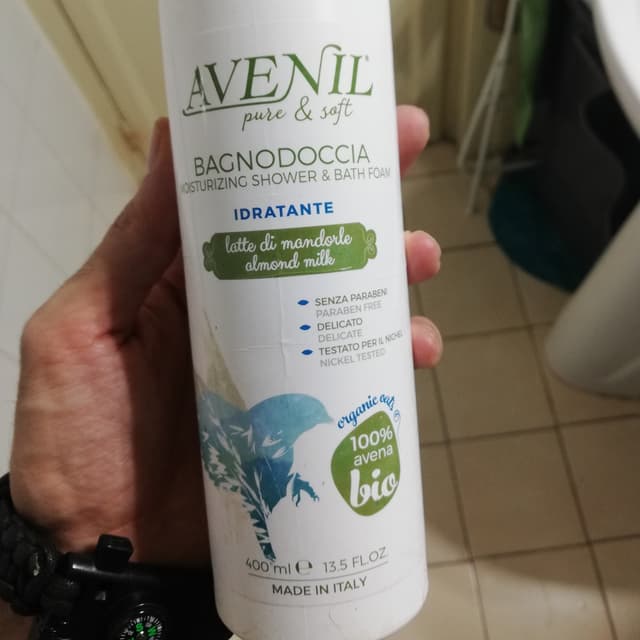 AVENIL
pure & soft
BAGNODOCCIA
MOISTURIZING SHOWER & BATH FOAM
IDRATANTE
latte di mandorle
almond milk
SENZA PARABENI
PARABEN FREE
DELICATO
DELICATE
TESTATO PER IL NICHEL
NICKEL TESTED
organic oats
100%
avena
bio
400 ml e 13.5 FL.OZ.
MADE IN ITALY